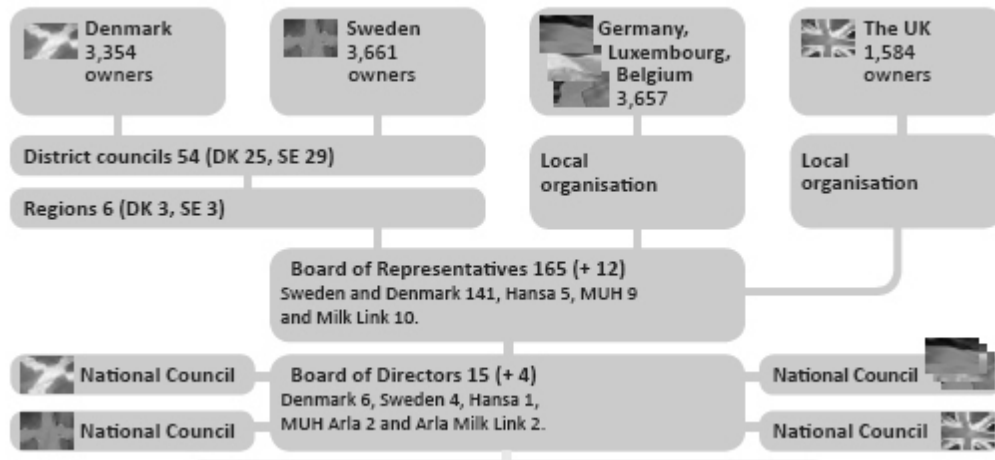 Denmark
3,354
owners
Sweden
3,661
owners
Germany,
Luxembourg,
Belgium
3,657
The UK
1,584
owners
District councils 54 (DK 25, SE 29)
Regions 6 (DK 3, SE 3)
Local
organisation
Local
organisation
Board of Representatives 165 (+ 12)
Sweden and Denmark 141, Hansa 5, MUH 9
and Milk Link 10.
National Council
National Council
Board of Directors 15 (+ 4)
Denmark 6, Sweden 4, Hansa 1,
MUH Arla 2 and Arla Milk Link 2.
National Council
National Council